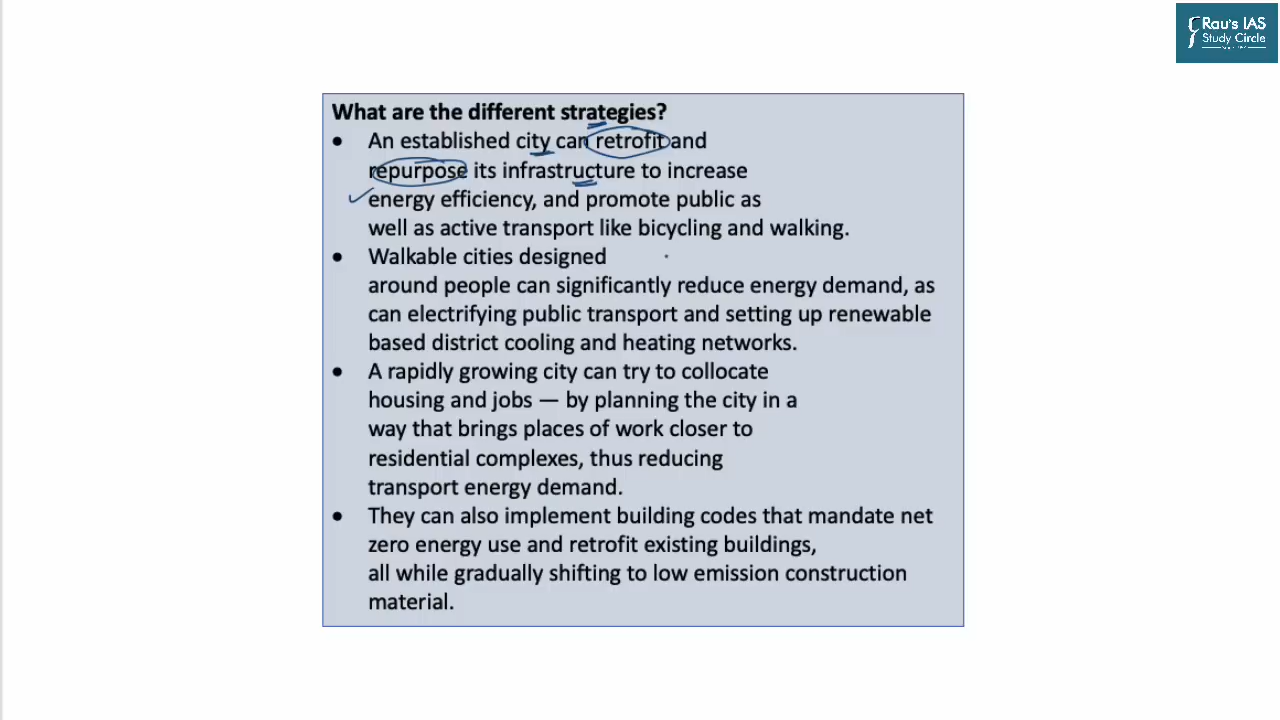 Rau's IAS
Study Circle
What are the different strategies?
• An established city can retrofit and
repurpose its infrastructure to increase
energy efficiency, and promote public as
well as active transport like bicycling and walking.
• Walkable cities designed
around people can significantly reduce energy demand, as
can electrifying public transport and setting up renewable
based district cooling and heating networks.
• A rapidly growing city can try to collocate
housing and jobs — by planning the city in a
way that brings places of work closer to
residential complexes, thus reducing
transport energy demand.
• They can also implement building codes that mandate net
zero energy use and retrofit existing buildings,
all while gradually shifting to low emission construction
material.